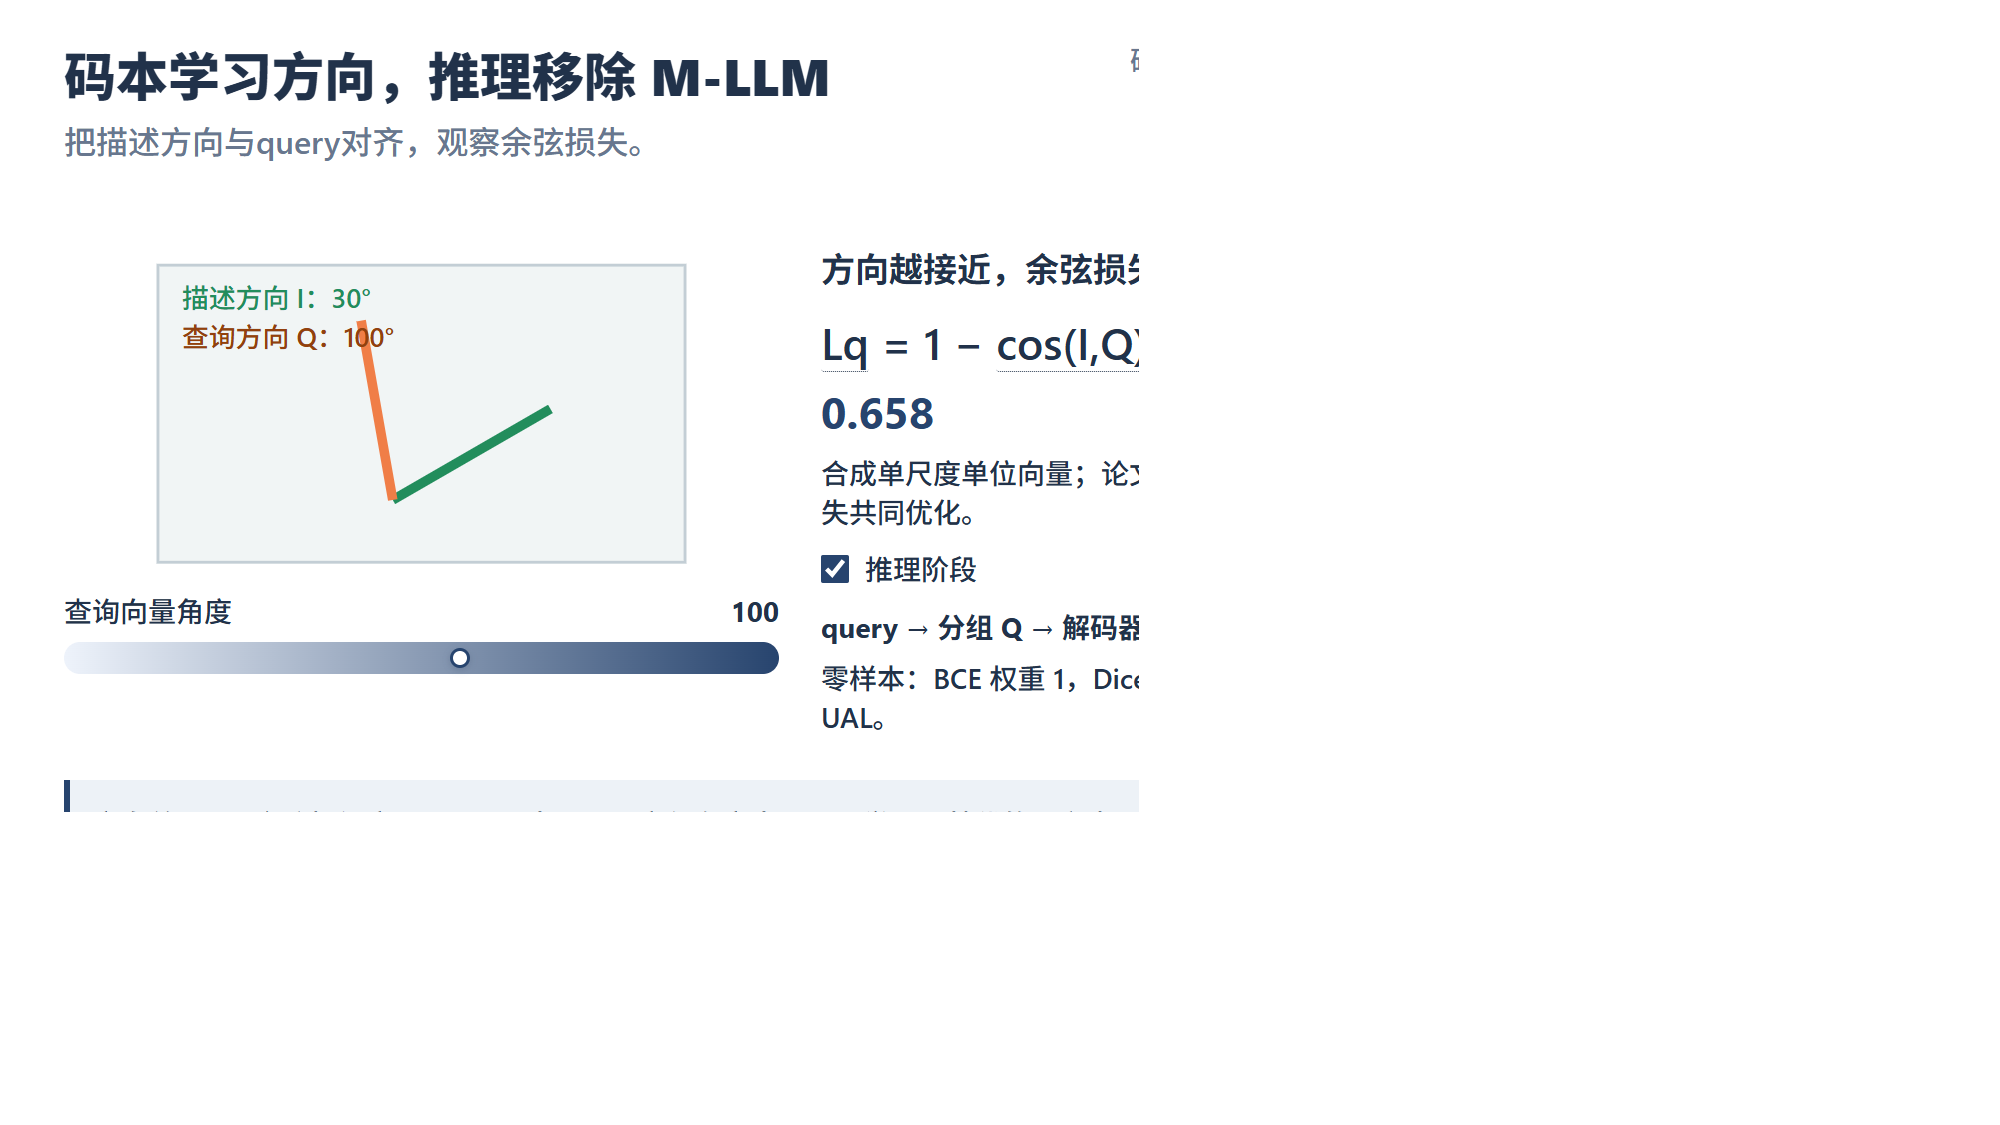 码本学习方向，推理移除 M-LLM
把描述方向与query对齐，观察余弦损失。
描述方向 I：30°
查询方向 Q：100°
查询向量角度
100
方向越接近，余弦损
Lq = 1 − cos(I,Q)
0.658
合成单尺度单位向量；论
失共同优化。
推理阶段
query → 分组 Q → 解码器
零样本：BCE 权重 1，Dice
UAL。